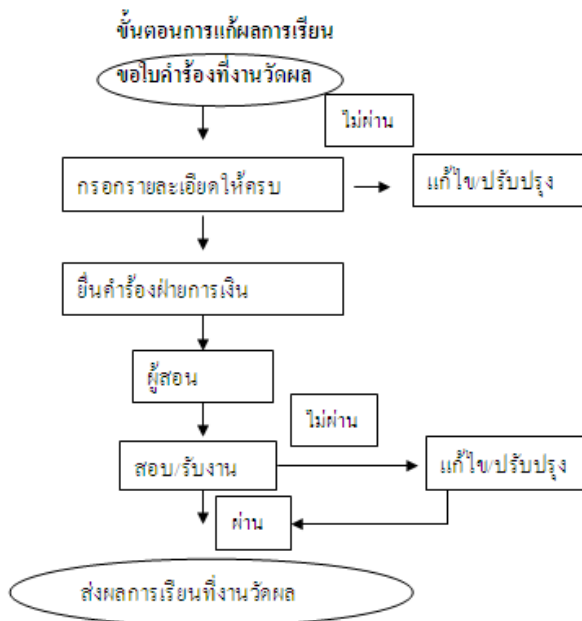 ขั้นตอนการแก้ผลการเรียน
ขอใบคำร้องที่งานวัดผล
ไม่ผ่าน
กรอกรายละเอียดให้ครบ
แก้ไข/ปรับปรุง
ยื่นคำร้องฝ่ายการเงิน
ผู้สอน
ไม่ผ่าน
สอบ/รับงาน
แก้ไข/ปรับปรุง
ผ่าน
ส่งผลการเรียนที่งานวัดผล